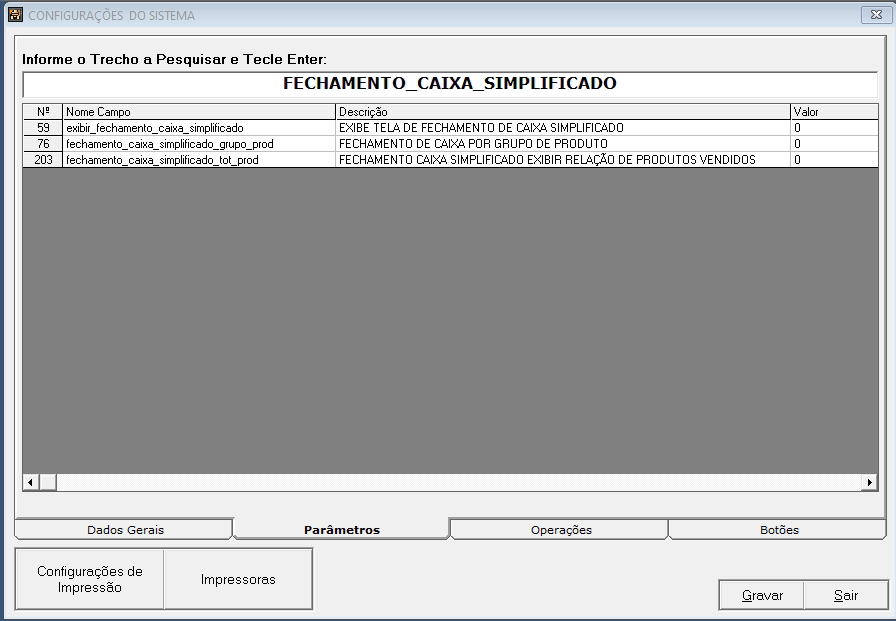 CONFIGURAÇÕES DO SISTEMA
Informe o Trecho a Pesquisar e Tecle Enter:
FECHAMENTO_CAIXA_SIMPLIFICADO
Nº Nome Campo Descrição Valor
59 exibir_fechamento_caixa_simplificado EXIBE TELA DE FECHAMENTO DE CAIXA SIMPLIFICADO 0
76 fechamento_caixa_simplificado_grupo_prod FECHAMENTO DE CAIXA POR GRUPO DE PRODUTO 0
203 fechamento_caixa_simplificado_tot_prod FECHAMENTO CAIXA SIMPLIFICADO EXIBIR RELAÇÃO DE PRODUTOS VENDIDOS 0
Dados Gerais Parâmetros Operações Botões
Configurações de
Impressão
Impressoras
Gravar Sair